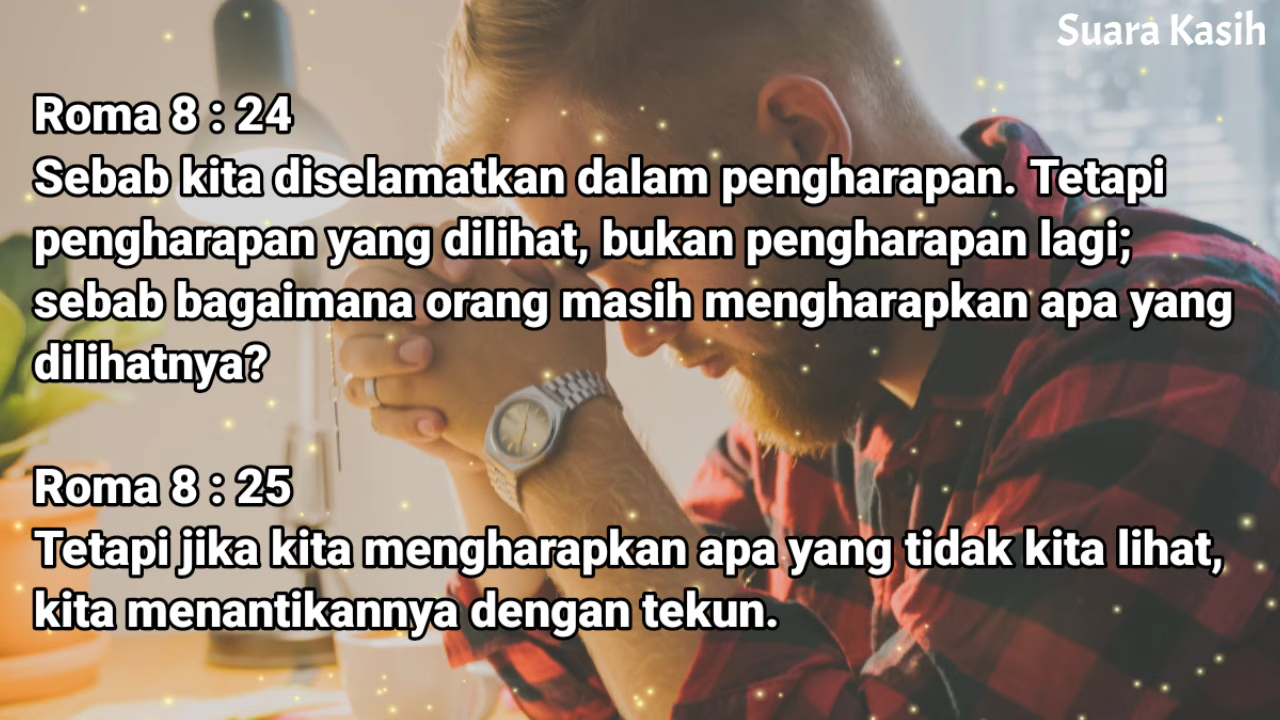 Suara Kasih
Roma 8 : 24
Sebab kita diselamatkan dalam pengharapan. Tetapi
pengharapan yang dilihat, bukan pengharapan lagi;
sebab bagaimana orang masih mengharapkan apa yang
dilihatnya?
Roma 8 : 25
Tetapi jika kita mengharapkan apa yang tidak kita lihat,
kita menantikannya dengan tekun.